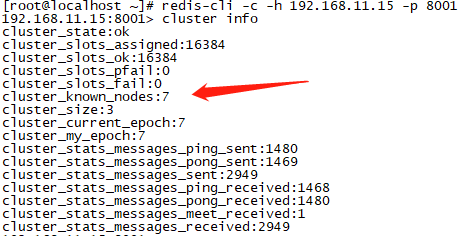 [root@localhost ~]# redis-cli -c -h 192.168.11.15 -p 8001
192.168.11.15:8001> cluster info
cluster_state:ok
cluster_slots_assigned:16384
cluster_slots_ok:16384
cluster_slots_pfail:0
cluster_slots_fail:0
cluster_known_nodes:7
cluster_size:3
cluster_current_epoch:7
cluster_my_epoch:7
cluster_stats_messages_ping_sent:1480
cluster_stats_messages_pong_sent:1469
cluster_stats_messages_sent:2949
cluster_stats_messages_ping_received:1468
cluster_stats_messages_pong_received:1480
cluster_stats_messages_meet_received:1
cluster_stats_messages_received:2949